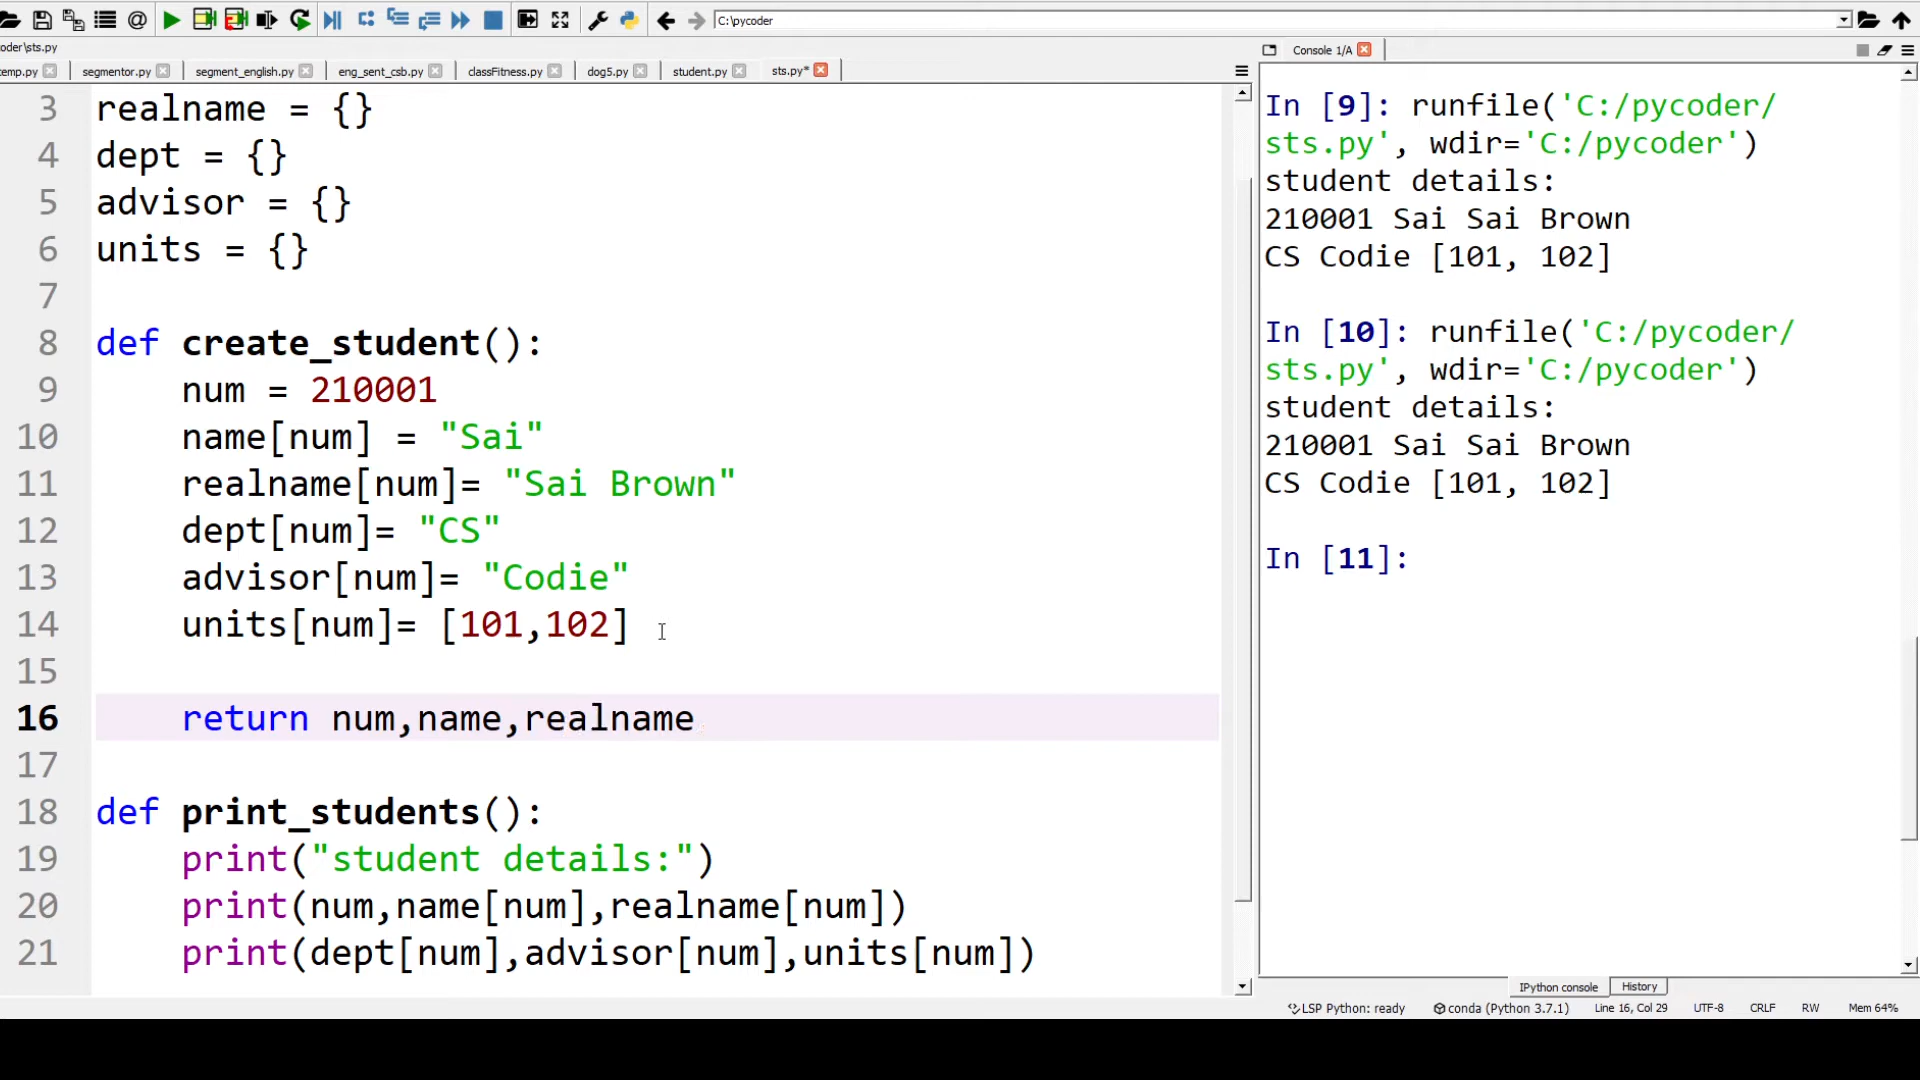 C:\pycoder
oder\sts.py
emp.py
segmentor.py
segment_english.py
eng_sent_csb.py
classFitness.py
dog5.py
student.py
sts.py*
3 realname = {}
4 dept = {}
5 advisor = {}
6 units = {}
7
8 def create_student():
9 num = 210001
10 name[num] = "Sai"
11 realname[num]= "Sai Brown"
12 dept[num]= "CS"
13 advisor[num]= "Codie"
14 units[num]= [101,102]
15
16 return num,name,realname
17
18 def print_students():
19 print("student details:")
20 print(num,name[num],realname[num])
21 print(dept[num],advisor[num],units[num])
Console 1/A
In [9]: runfile('C:/pycoder/
sts.py', wdir='C:/pycoder')
student details:
210001 Sai Sai Brown
CS Codie [101, 102]
In [10]: runfile('C:/pycoder/
sts.py', wdir='C:/pycoder')
student details:
210001 Sai Sai Brown
CS Codie [101, 102]
In [11]:
IPython console
History
LSP Python: ready
conda (Python 3.7.1)
Line 16, Col 29
UTF-8
CRLF
RW
Mem 64%